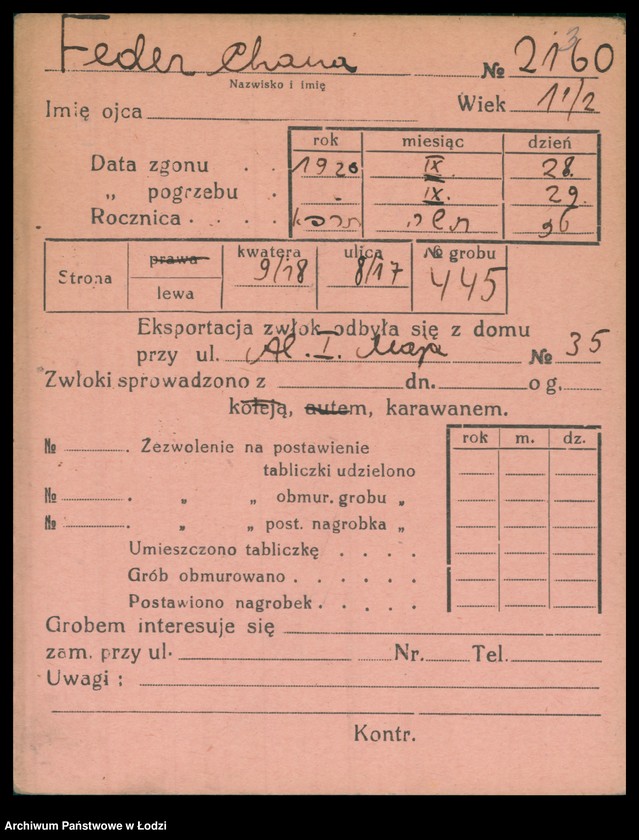 Feder Chana № 2160
3
Nazwisko i imię
Imię ojca Wiek 1 1/2
rok miesiąc dzień
Data zgonu . . 1926 IX. 28.
„ pogrzebu . - IX. 29.
Rocznica . . . .
Strona prawa kwatera ulica № grobu
lewa 9/18 8/17 445
Eksportacja zwłok odbyła się z domu
przy ul. Al. I. Maja № 35
Zwłoki sprowadzono z dn. o g.
koleją, autem, karawanem.
rok m. dz.
№ . Zezwolenie na postawienie
tabliczki udzielono
№ . „ „ obmur. grobu „
№ . „ „ post. nagrobka „
Umieszczono tabliczkę . . . .
Grób obmurowano . . . . . .
Postawiono nagrobek . . . . .
Grobem interesuje się
zam. przy ul. Nr. Tel.
Uwagi :
Kontr.
Archiwum Państwowe w Łodzi